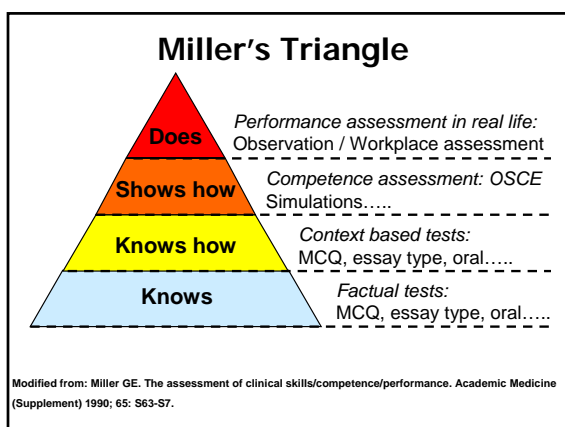 Miller's Triangle
Does
Performance assessment in real life:
Observation / Workplace assessment
Shows how
Competence assessment: OSCE
Simulations…..
Knows how
Context based tests:
MCQ, essay type, oral…..
Knows
Factual tests:
MCQ, essay type, oral…..
Modified from: Miller GE. The assessment of clinical skills/competence/performance. Academic Medicine
(Supplement) 1990; 65: S63-S7.